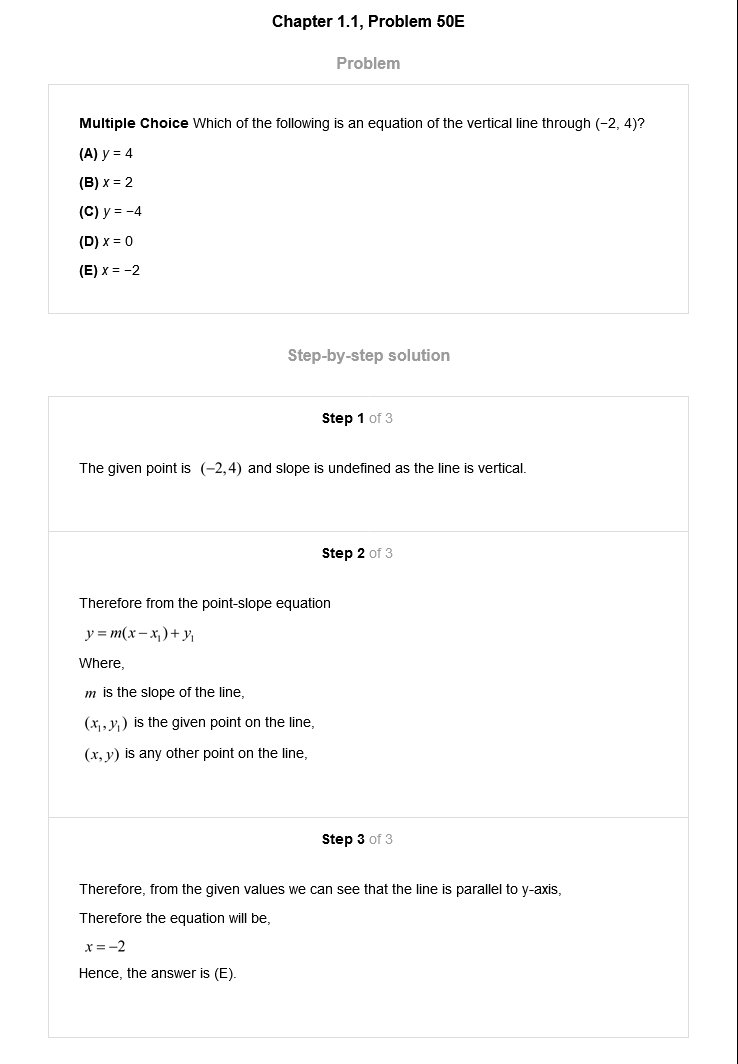 Chapter 1.1, Problem 50E
Problem
Multiple Choice Which of the following is an equation of the vertical line through (−2, 4)?
(A) y = 4
(B) x = 2
(C) y = −4
(D) x = 0
(E) x = −2
Step-by-step solution
Step 1 of 3
The given point is (−2,4) and slope is undefined as the line is vertical.
Step 2 of 3
Therefore from the point-slope equation
y = m(x − x₁) + y₁
Where,
m is the slope of the line,
(x₁, y₁) is the given point on the line,
(x, y) is any other point on the line,
Step 3 of 3
Therefore, from the given values we can see that the line is parallel to y-axis,
Therefore the equation will be,
x = −2
Hence, the answer is (E).